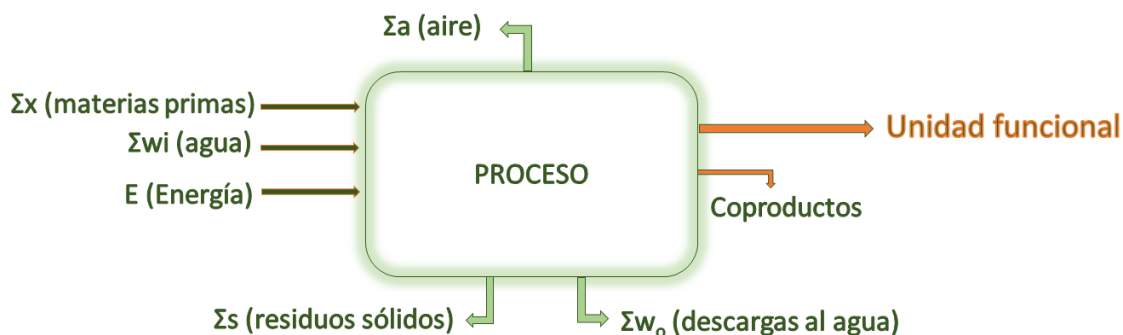 Σa (aire)
Σx (materias primas)
Σwi (agua)
E (Energía)
PROCESO
Unidad funcional
Coproductos
Σs (residuos sólidos)
Σwₒ (descargas al agua)